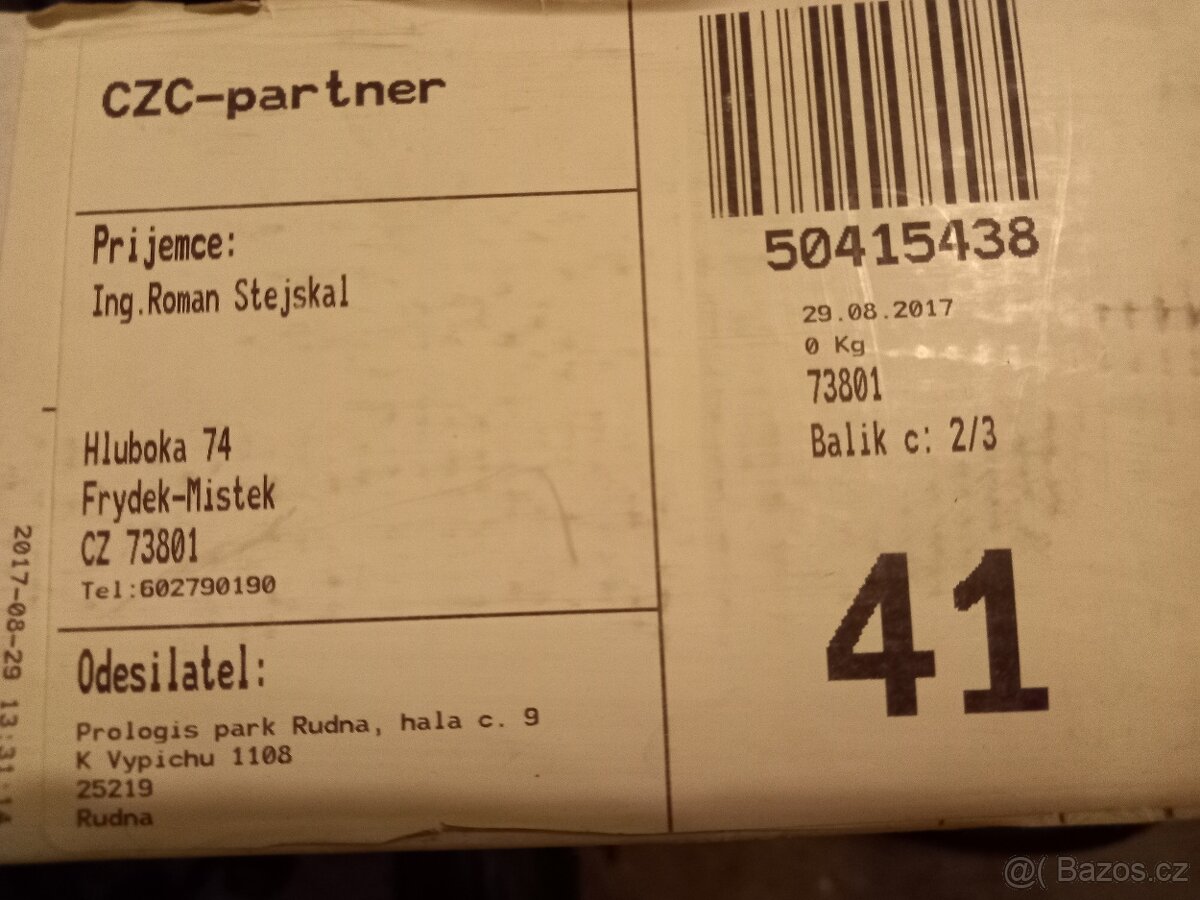 CZC-partner
Prijemce:
Ing.Roman Stejskal
Hluboka 74
Frydek-Mistek
CZ 73801
Tel:602790190
Odesilatel:
Prologis park Rudna, hala c. 9
K Vypichu 1108
25219
Rudna
50415438
29.08.2017
0 Kg
73801
Balik c: 2/3
41
2017-08-29 13:31:14
@( Bazos.cz